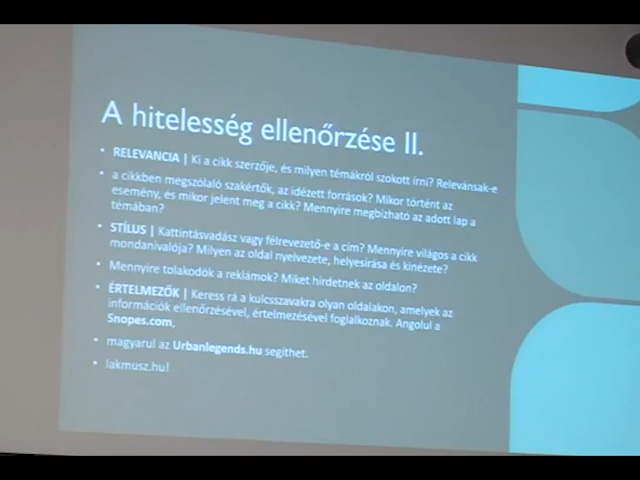 A hitelesség ellenőrzése II.
• RELEVANCIA | Ki a cikk szerzője, és milyen témákról szokott írni? Relevánsak-e
• a cikkben megszólaló szakértők, az idézett források? Mikor történt az
esemény, és mikor jelent meg a cikk? Mennyire megbízható az adott lap a
témában?
• STÍLUS | Kattintásvadász vagy félrevezető-e a cím? Mennyire világos a cikk
mondanivalója? Milyen az oldal nyelvezete, helyesírása és kinézete?
• Mennyire tolakodók a reklámok? Miket hirdetnek az oldalon?
• ÉRTELMEZŐK | Keress rá a kulcsszavakra olyan oldalakon, amelyek az
információk ellenőrzésével, értelmezésével foglalkoznak. Angolul a
Snopes.com,
• magyarul az Urbanlegends.hu segíthet.
• lakmusz.hu!